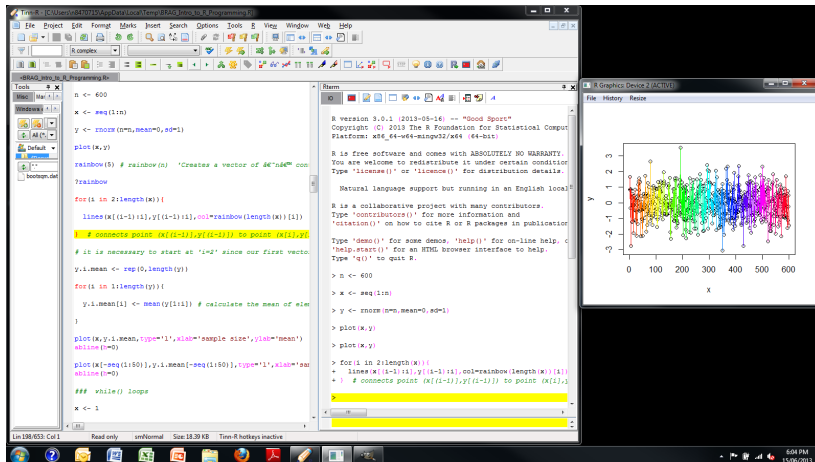 Tinn-R - [C:\Users\n8470715\AppData\Local\Temp\BRAG_Intro_to_R_Programming.R>
File Project Edit Format Marks Insert Search Options Tools R View Window Web Help
R complex
<BRAG_Intro_to_R_Programming.R>
Tools
Misc Mar
Windows e
All (*.
Default
..
bootsqm.dat
n <- 600
x <- seq(1:n)
y <- rnorm(n=n,mean=0,sd=1)
plot(x,y)
rainbow(5) # rainbow(n) 'Creates a vector of â€˜nâ€™ con
?rainbow
for(i in 2:length(x)){
lines(x[(i-1):i],y[(i-1):i],col=rainbow(length(x))[i])
} # connects point (x[(i-1)],y[(i-1)]) to point (x[i],y[
# it is necessary to start at 'i=2' since our first vecto
y.i.mean <- rep(0,length(y))
for(i in 1:length(y)){
y.i.mean[i] <- mean(y[1:i]) # calculate the mean of ele
}
plot(x,y.i.mean,type='l',xlab='sample size',ylab='mean')
abline(h=0)
plot(x[-seq(1:50)],y.i.mean[-seq(1:50)],type='l',xlab='sa
abline(h=0)
### while() loops
x <- 1
Rterm
IO
R version 3.0.1 (2013-05-16) -- "Good Sport"
Copyright (C) 2013 The R Foundation for Statistical Comput
Platform: x86_64-w64-mingw32/x64 (64-bit)
R is free software and comes with ABSOLUTELY NO WARRANTY.
You are welcome to redistribute it under certain condition
Type 'license()' or 'licence()' for distribution details.
Natural language support but running in an English local
R is a collaborative project with many contributors.
Type 'contributors()' for more information and
'citation()' on how to cite R or R packages in publication
Type 'demo()' for some demos, 'help()' for on-line help, o
'help.start()' for an HTML browser interface to help.
Type 'q()' to quit R.
> n <- 600
> x <- seq(1:n)
> y <- rnorm(n=n,mean=0,sd=1)
> plot(x,y)
> plot(x,y)
> for(i in 2:length(x)){
+ lines(x[(i-1):i],y[(i-1):i],col=rainbow(length(x))[i])
+ } # connects point (x[(i-1)],y[(i-1)]) to point (x[i],y
>
Lin 198/653: Col 1 Read only smNormal Size: 18.39 KB Tinn-R hotkeys inactive
R Graphics: Device 2 (ACTIVE)
File History Resize
3
2
1
0
-1
-2
-3
y
0 100 200 300 400 500 600
x
6:04 PM
15/06/2013